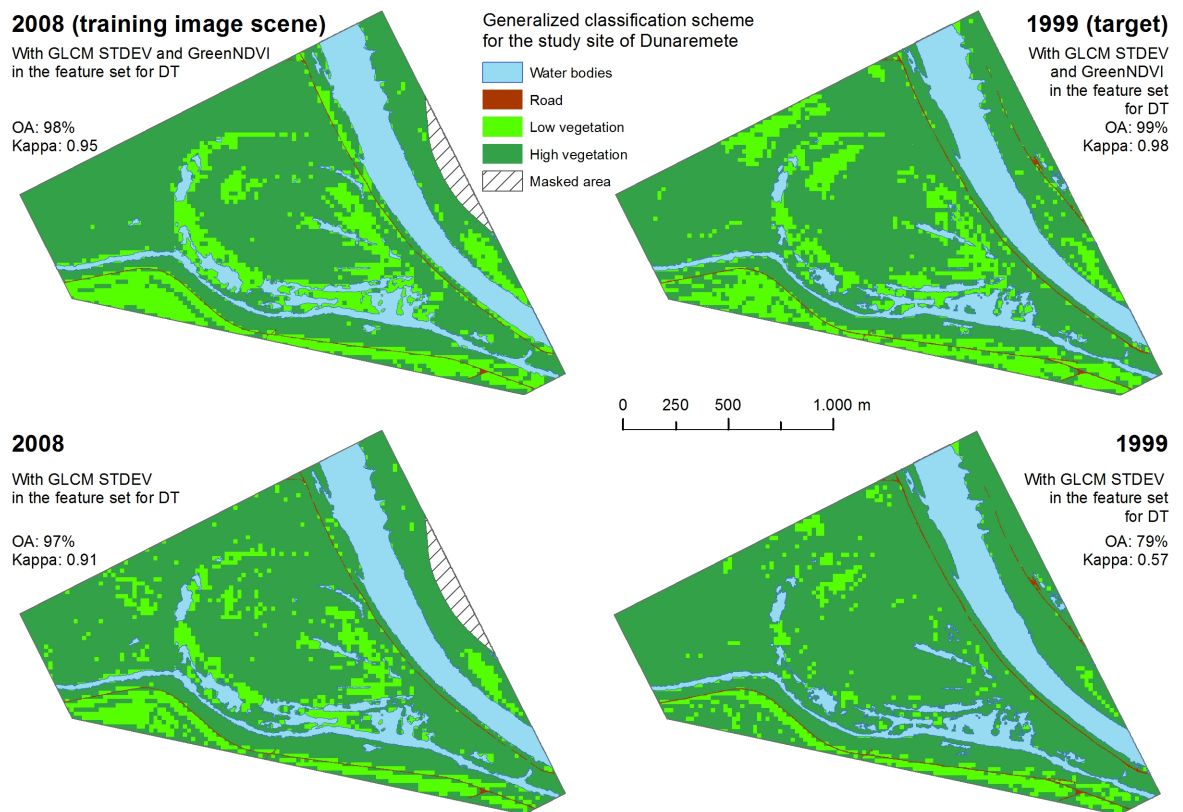 2008 (training image scene)
With GLCM STDEV and GreenNDVI
in the feature set for DT
OA: 98%
Kappa: 0.95
Generalized classification scheme
for the study site of Dunaremete
Water bodies
Road
Low vegetation
High vegetation
Masked area
1999 (target)
With GLCM STDEV
and GreenNDVI
in the feature set
for DT
OA: 99%
Kappa: 0.98
0 250 500 1.000 m
2008
With GLCM STDEV
in the feature set for DT
OA: 97%
Kappa: 0.91
1999
With GLCM STDEV
in the feature set
for DT
OA: 79%
Kappa: 0.57